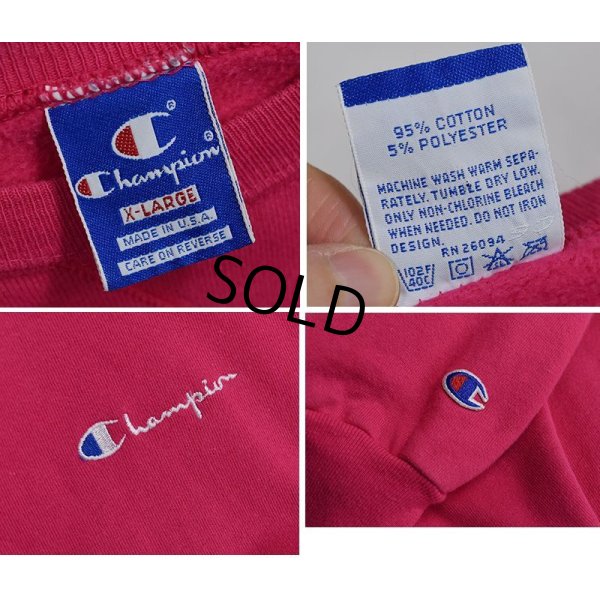 Champion
X-LARGE
MADE IN U.S.A.
CARE ON REVERSE
95% COTTON
5% POLYESTER
MACHINE WASH WARM SEPA-
RATELY. TUMBLE DRY LOW.
ONLY NON-CHLORINE BLEACH
WHEN NEEDED. DO NOT IRON
DESIGN.
RN 26094
102F
40C
SOLD
Champion